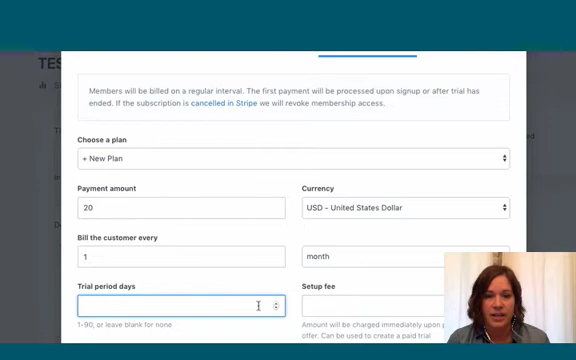 TES
Members will be billed on a regular interval. The first payment will be processed upon signup or after trial has
ended. If the subscription is cancelled in Stripe we will revoke membership access.
Choose a plan
+ New Plan
Payment amount
Currency
20
USD - United States Dollar
Bill the customer every
1
month
Trial period days
Setup fee
1-90, or leave blank for none
Amount will be charged immediately upon
offer. Can be used to create a paid trial